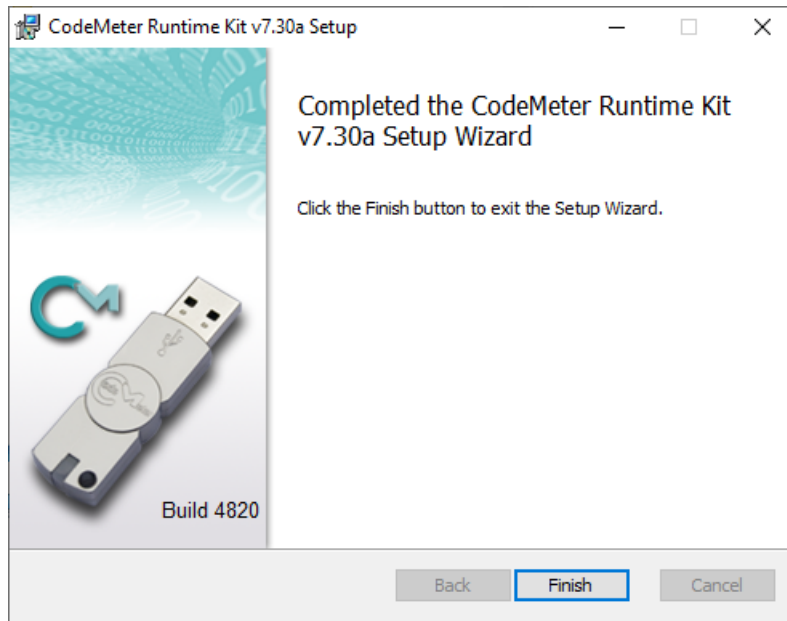 CodeMeter Runtime Kit v7.30a Setup
Completed the CodeMeter Runtime Kit
v7.30a Setup Wizard
Click the Finish button to exit the Setup Wizard.
CM
Build 4820
Back
Finish
Cancel